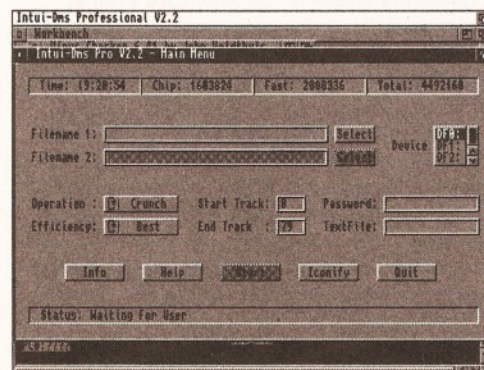 Intui-Dms Professional V2.2
Workbench
Intui-Dms Pro V2.2 - Main Menu
Time: 19:20:54 Chip: 1603824 Fast: 2888336 Total: 4492160
Filename 1: Select
Filename 2: Select
Device DF0:
DF1:
DF2:
Operation : Crunch Start Track: 0 Password:
Efficiency: Best End Track : 79 TextFile:
Info Help Start Iconify Quit
Status: Waiting For User